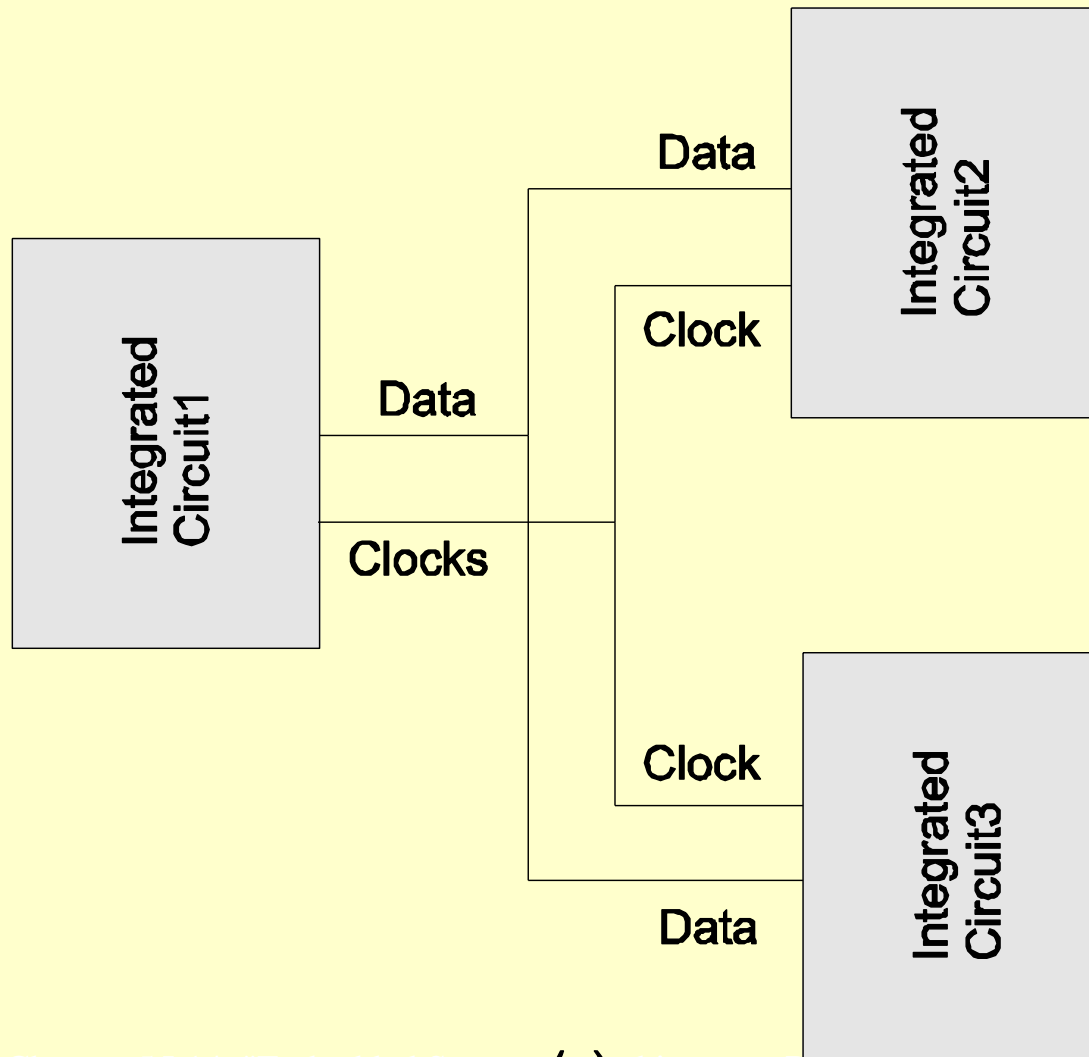 Integrated
Circuit1
Data
Clocks
Data
Clock
Integrated
Circuit2
Clock
Data
Integrated
Circuit3